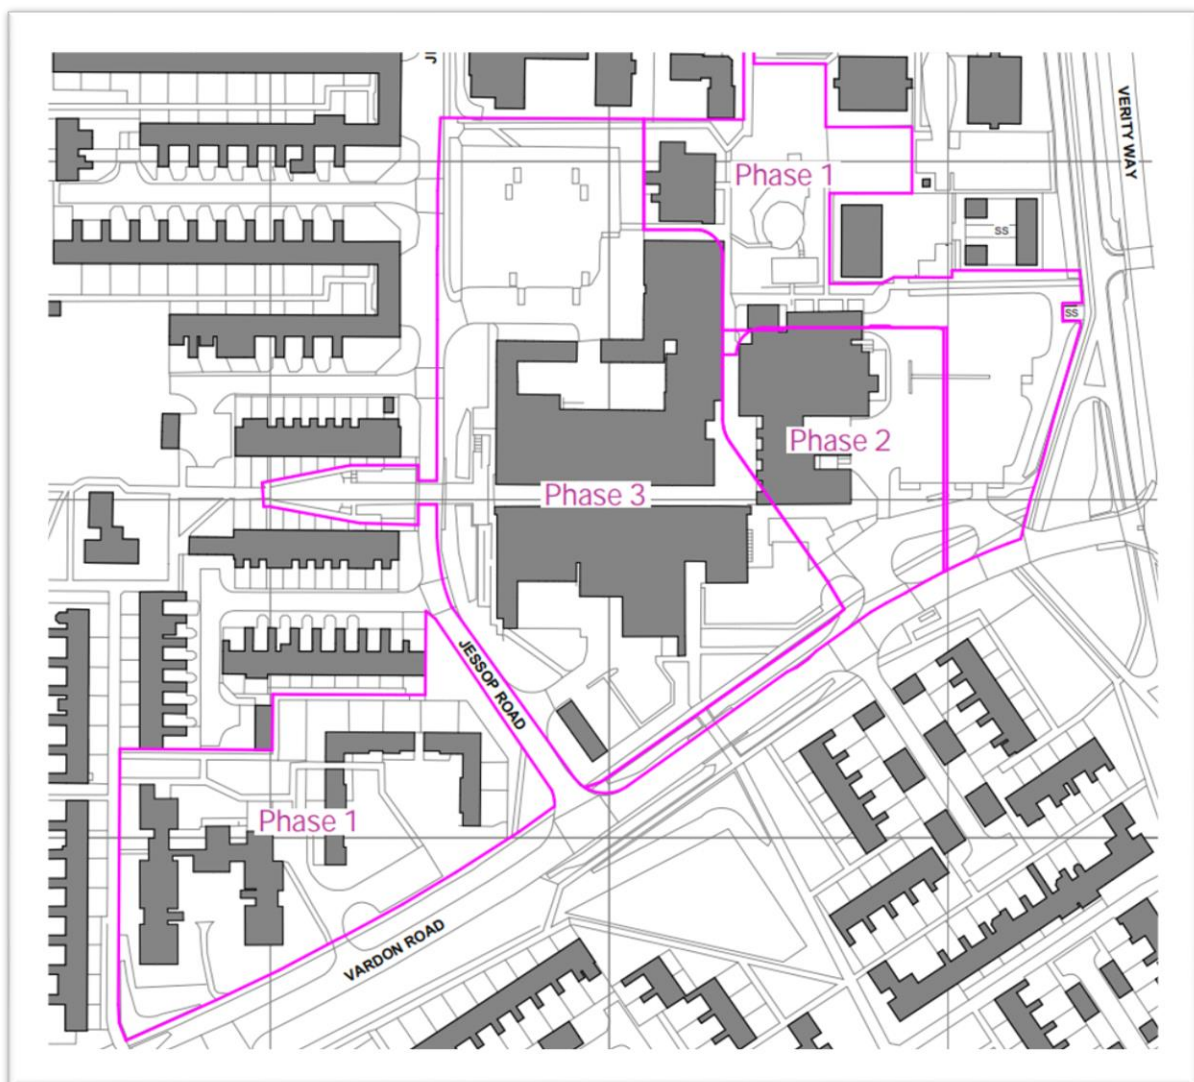 VERITY WAY
Phase 1
SS
SS
Phase 2
Phase 3
JESSOP ROAD
Phase 1
VARDON ROAD